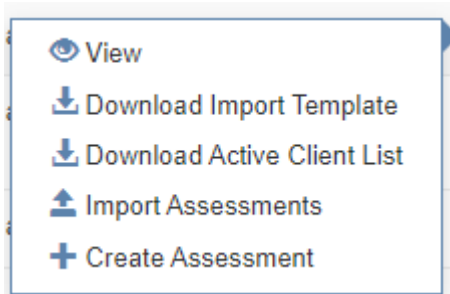 View
Download Import Template
Download Active Client List
Import Assessments
Create Assessment